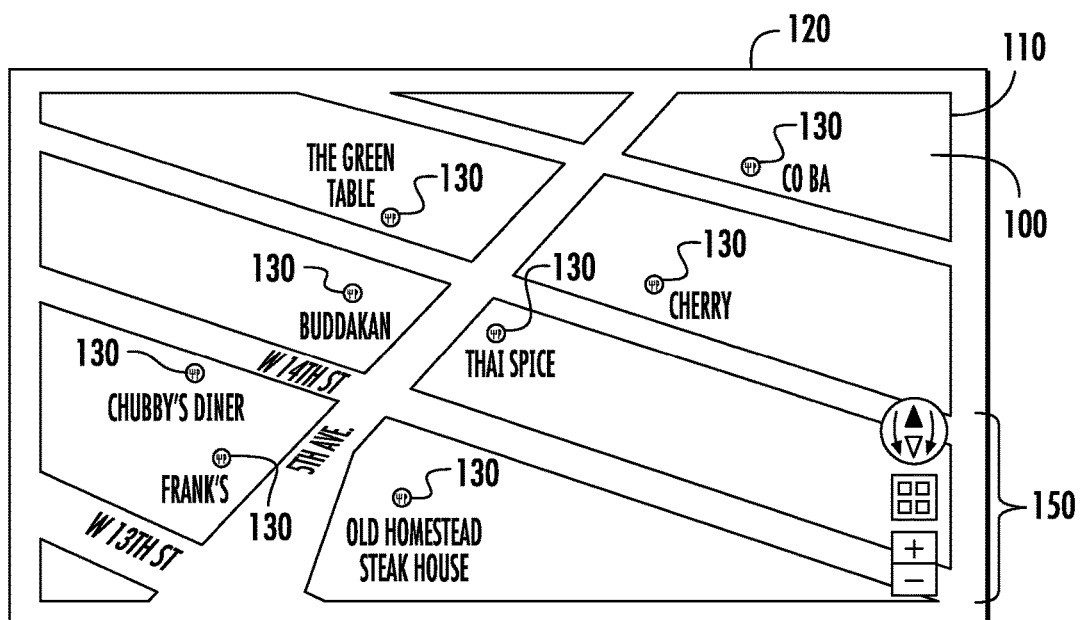 120
110
130
THE GREEN
TABLE
130
CO BA
100
130
130
130
BUDDAKAN
CHERRY
130
W 14TH ST
THAI SPICE
CHUBBY'S DINER
5TH AVE.
FRANK'S
130
130
W 13TH ST
OLD HOMESTEAD
STEAK HOUSE
150
+
−